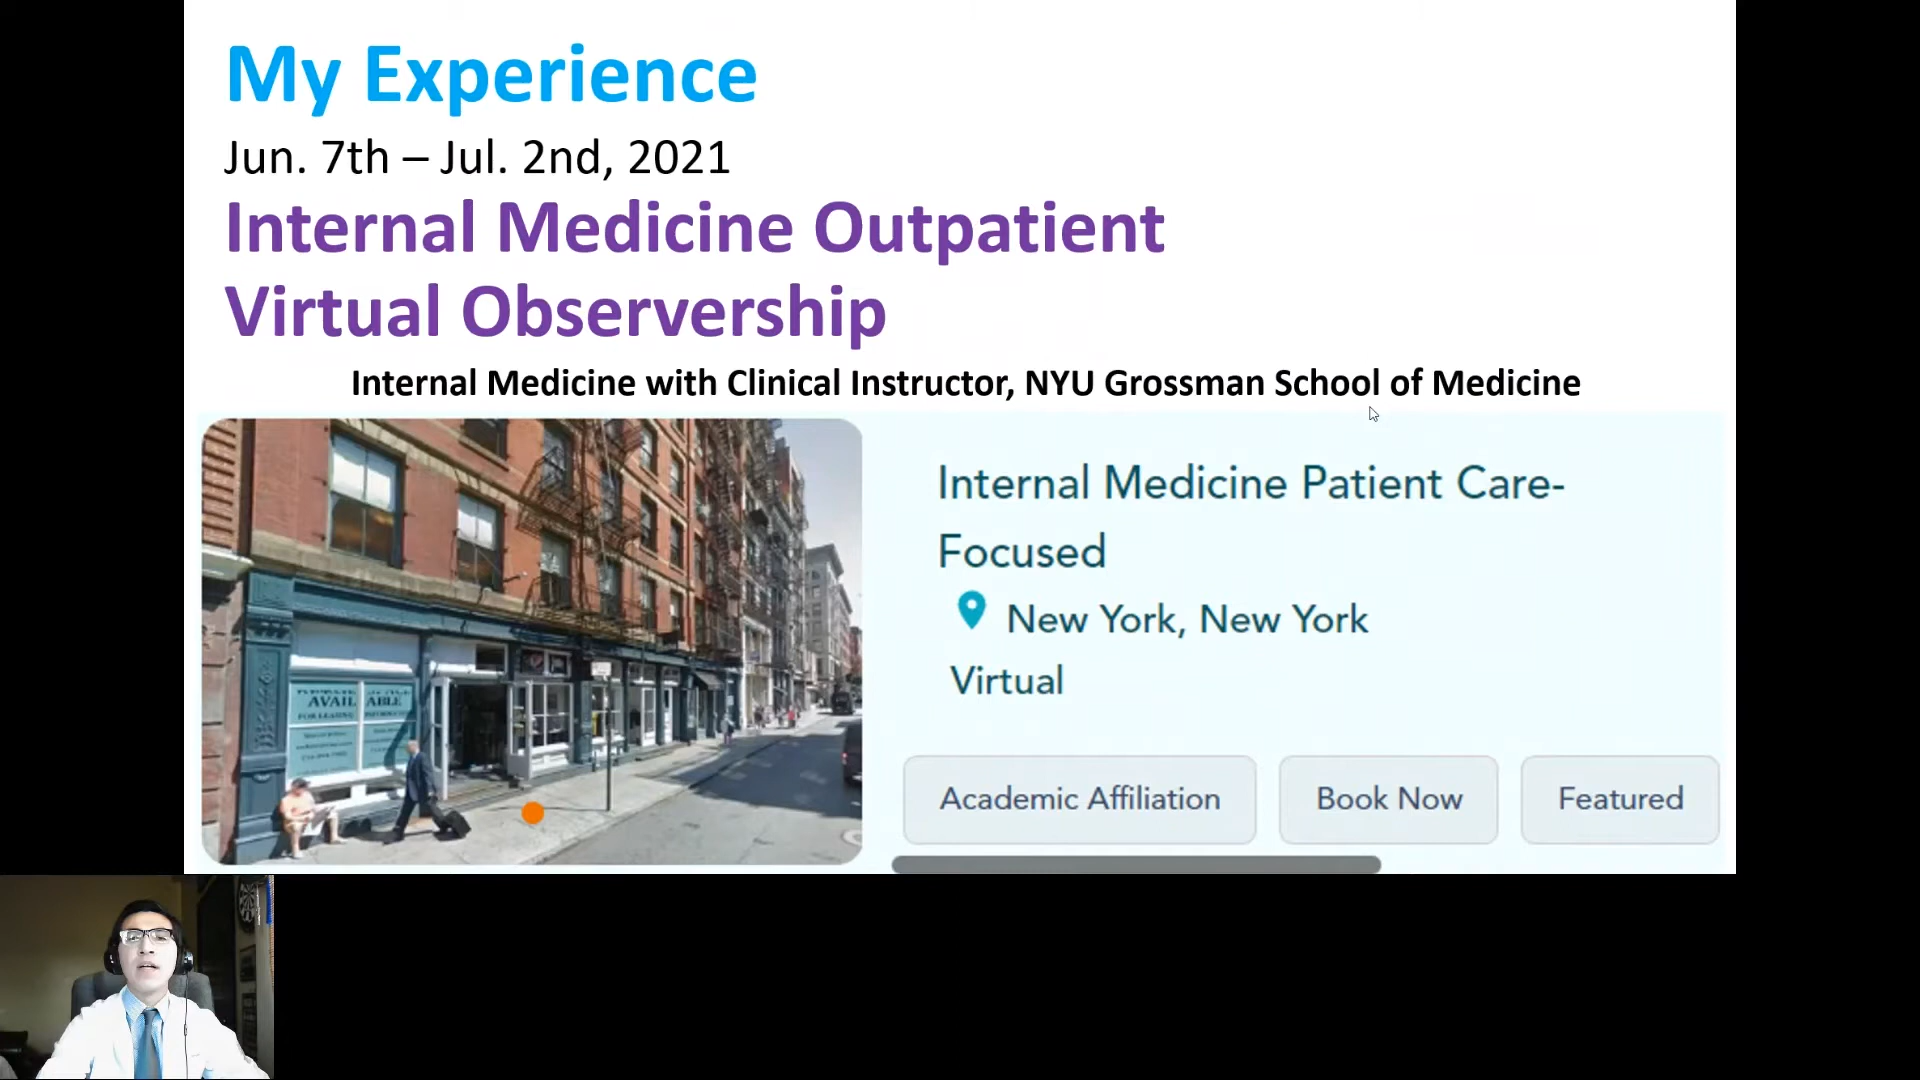 My Experience
Jun. 7th – Jul. 2nd, 2021
Internal Medicine Outpatient
Virtual Observership
Internal Medicine with Clinical Instructor, NYU Grossman School of Medicine
Internal Medicine Patient Care-
Focused
New York, New York
Virtual
Academic Affiliation
Book Now
Featured
AVAILABLE